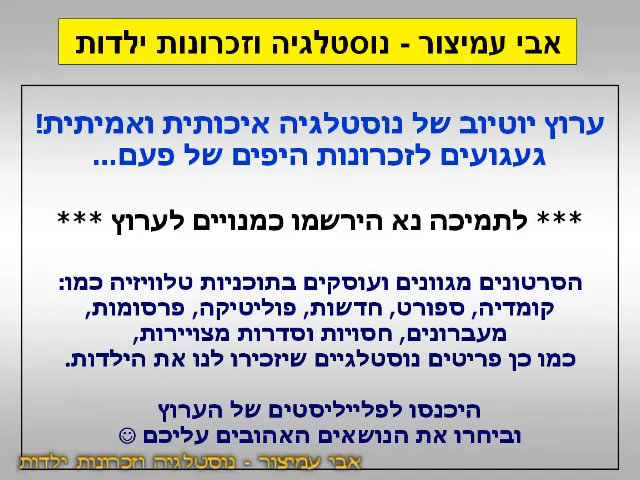 אבי עמיצור - נוסטלגיה וזכרונות ילדות
ערוץ יוטיוב של נוסטלגיה איכותית ואמיתית!
געגועים לזכרונות היפים של פעם...
*** לתמיכה נא הירשמו כמנויים לערוץ ***
הסרטונים מגוונים ועוסקים בתוכניות טלוויזיה כמו:
קומדיה, ספורט, חדשות, פוליטיקה, פרסומות,
מעברונים, חסויות וסדרות מצויירות,
כמו כן פריטים נוסטלגיים שיזכירו לנו את הילדות.
היכנסו לפלייליסטים של הערוץ
וביחרו את הנושאים האהובים עליכם ☺
אבי עמיצור - נוסטלגיה וזכרונות ילדות